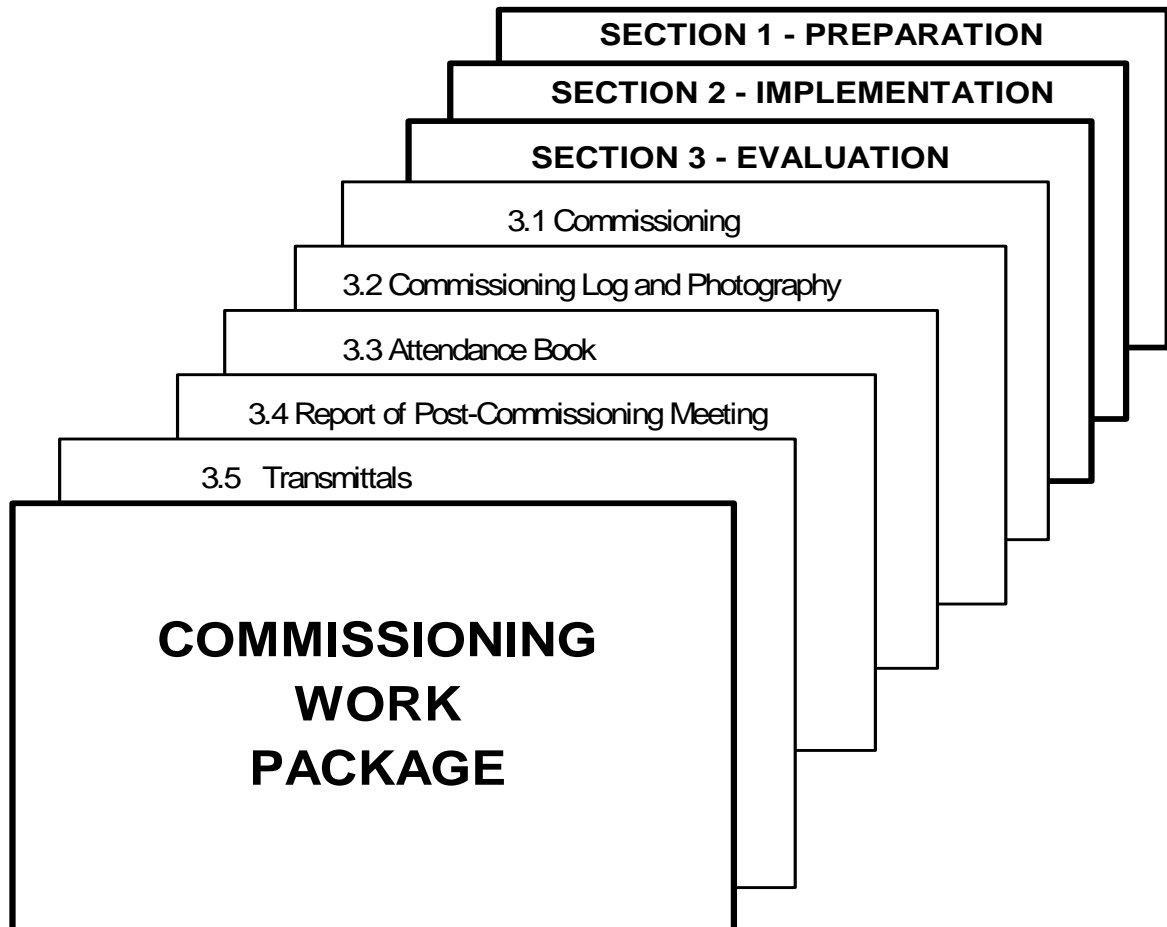 SECTION 1 - PREPARATION
SECTION 2 - IMPLEMENTATION
SECTION 3 - EVALUATION
3.1 Commissioning
3.2 Commissioning Log and Photography
3.3 Attendance Book
3.4 Report of Post-Commissioning Meeting
3.5 Transmittals
COMMISSIONING
WORK
PACKAGE